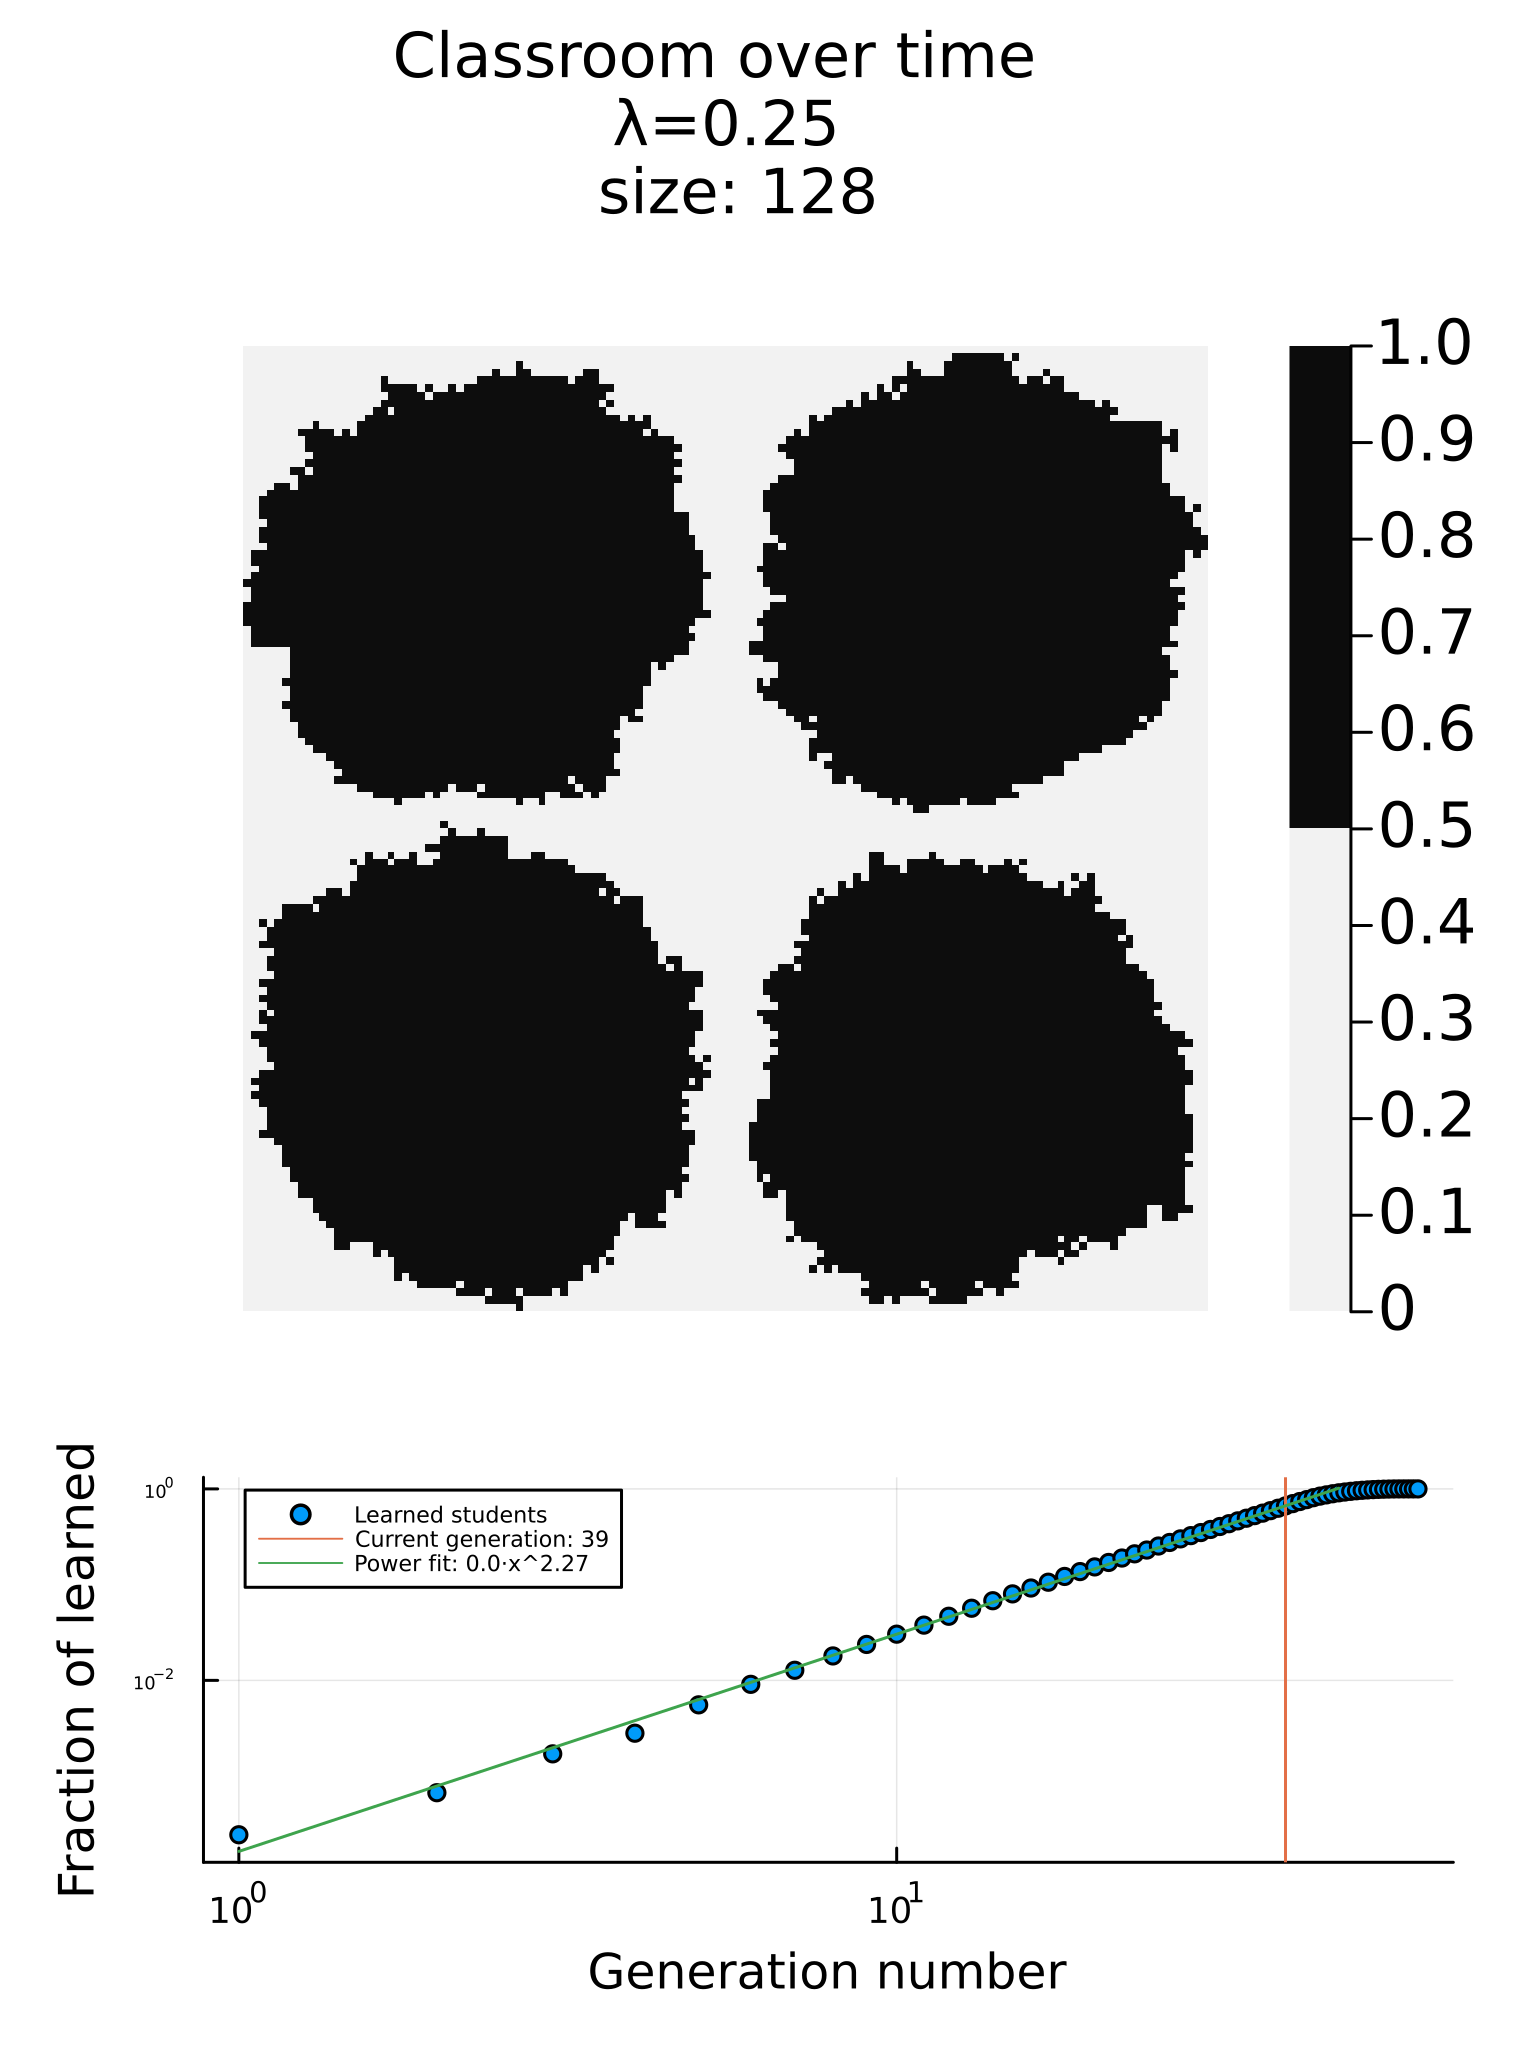 Classroom over time
λ=0.25
size: 128
1.0
0.9
0.8
0.7
0.6
0.5
0.4
0.3
0.2
0.1
0
Fraction of learned
10⁰
10⁻²
Learned students
Current generation: 39
Power fit: 0.0·x^2.27
10⁰
10¹
Generation number